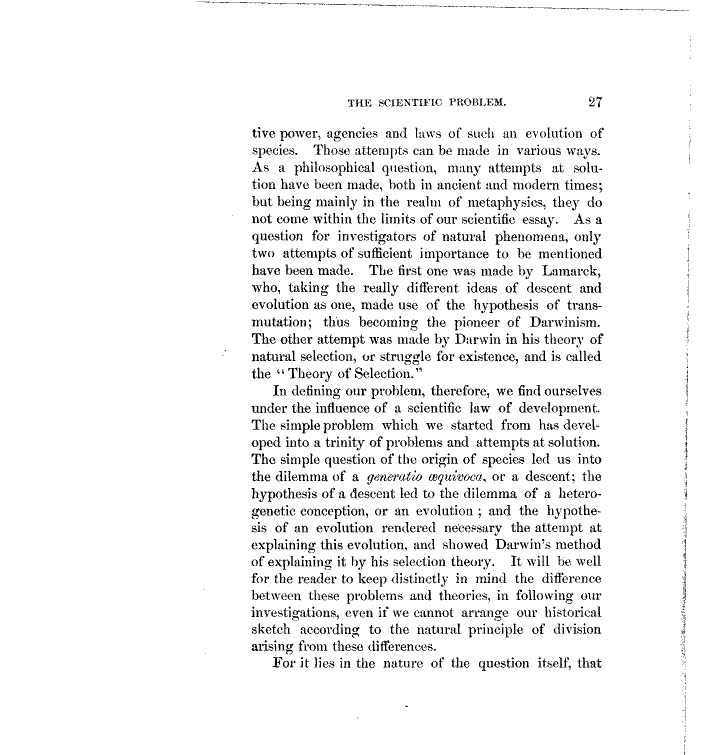 THE SCIENTIFIC PROBLEM. 27
tive power, agencies and laws of such an evolution of
species. Those attempts can be made in various ways.
As a philosophical question, many attempts at solu-
tion have been made, both in ancient and modern times;
but being mainly in the realm of metaphysics, they do
not come within the limits of our scientific essay. As a
question for investigators of natural phenomena, only
two attempts of sufficient importance to be mentioned
have been made. The first one was made by Lamarck,
who, taking the really different ideas of descent and
evolution as one, made use of the hypothesis of trans-
mutation; thus becoming the pioneer of Darwinism.
The other attempt was made by Darwin in his theory of
natural selection, or struggle for existence, and is called
the “Theory of Selection.”
In defining our problem, therefore, we find ourselves
under the influence of a scientific law of development.
The simple problem which we started from has devel-
oped into a trinity of problems and attempts at solution.
The simple question of the origin of species led us into
the dilemma of a generatio æquivoca, or a descent; the
hypothesis of a descent led to the dilemma of a hetero-
genetic conception, or an evolution ; and the hypothe-
sis of an evolution rendered necessary the attempt at
explaining this evolution, and showed Darwin’s method
of explaining it by his selection theory. It will be well
for the reader to keep distinctly in mind the difference
between these problems and theories, in following our
investigations, even if we cannot arrange our historical
sketch according to the natural principle of division
arising from these differences.
For it lies in the nature of the question itself, that